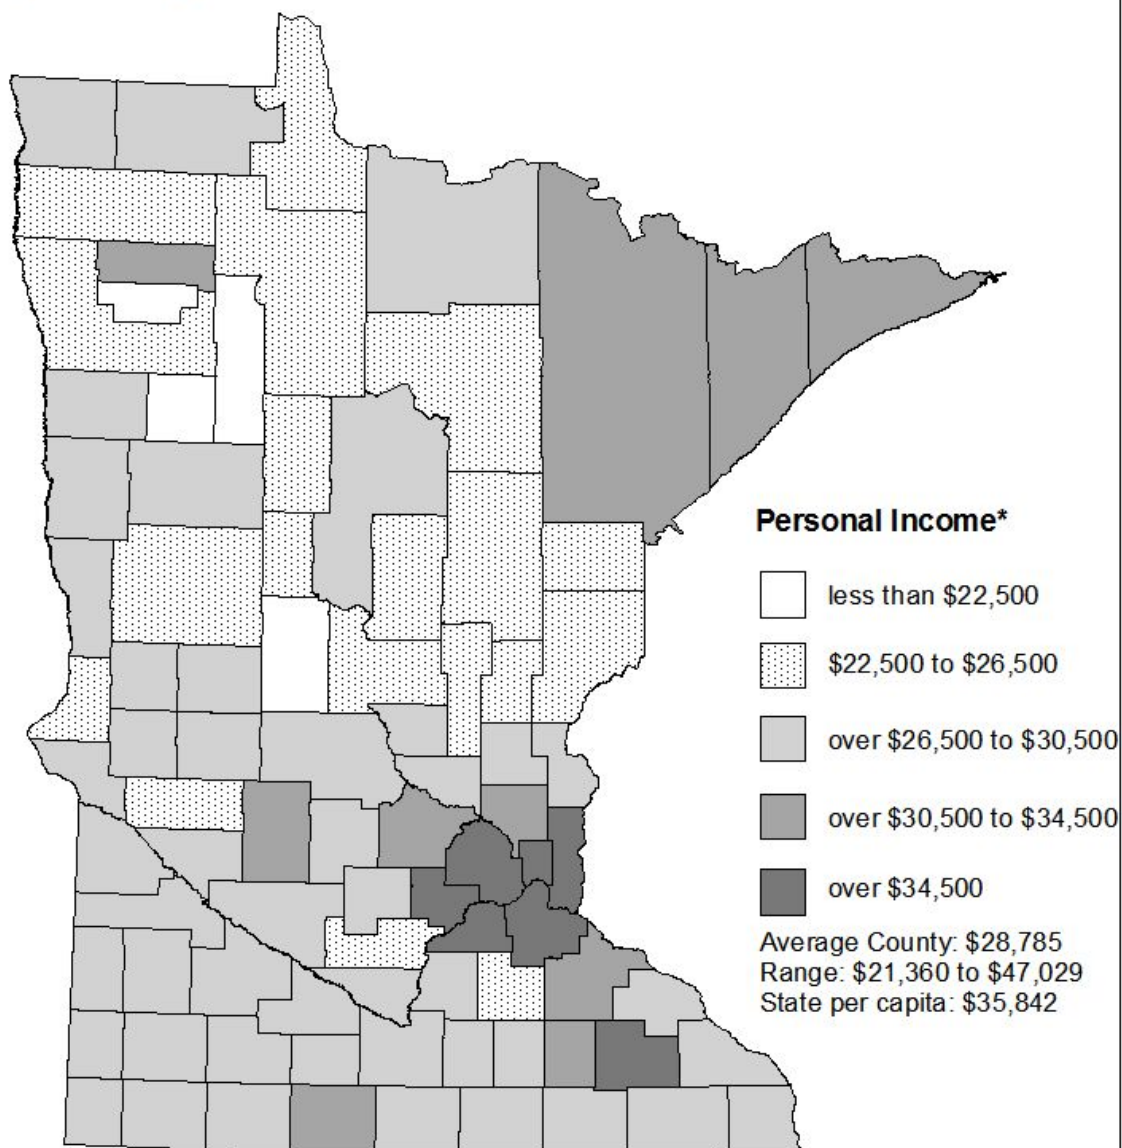 Personal Income*
less than $22,500
$22,500 to $26,500
over $26,500 to $30,500
over $30,500 to $34,500
over $34,500
Average County: $28,785
Range: $21,360 to $47,029
State per capita: $35,842